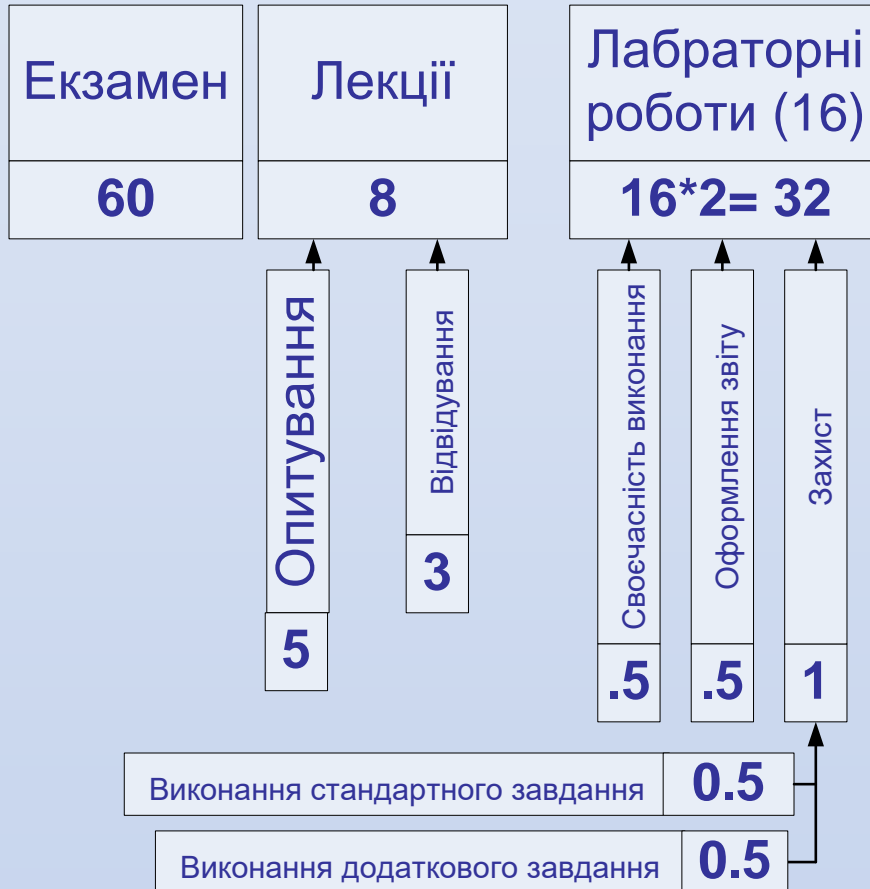 Екзамен
60
Лекції
8
Лабраторні
роботи (16)
16*2= 32
Опитування
5
Відвідування
3
Своєчасність виконання
.5
Оформлення звіту
.5
Захист
1
Виконання стандартного завдання
0.5
Виконання додаткового завдання
0.5